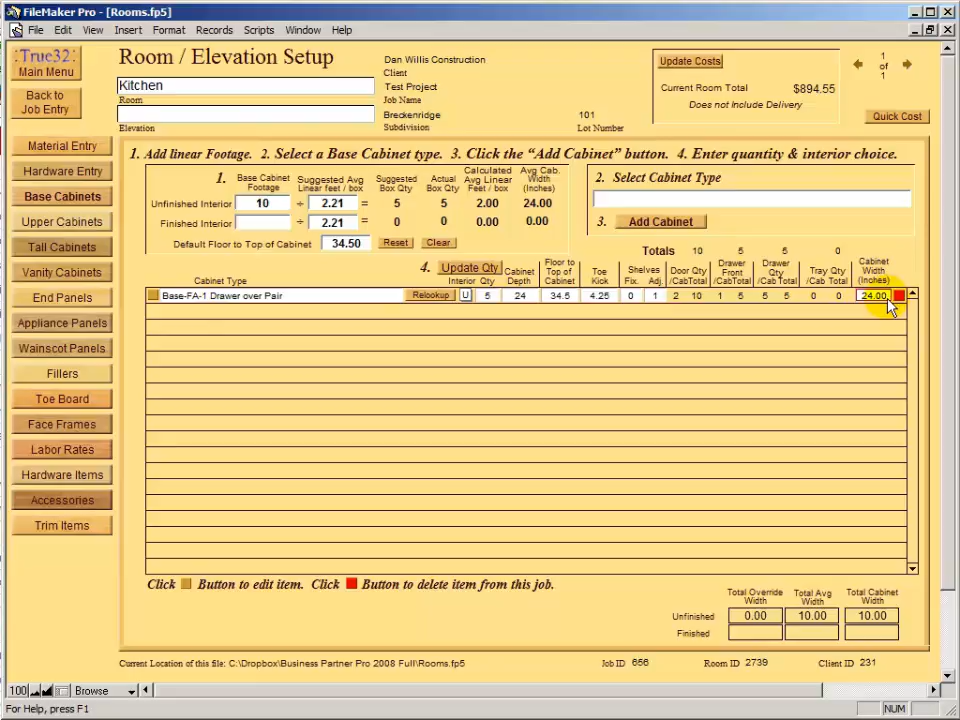 FileMaker Pro - [Rooms.fp5]
File Edit View Insert Format Records Scripts Window Help
True32
Main Menu
Back to
Job Entry
Material Entry
Hardware Entry
Base Cabinets
Upper Cabinets
Tall Cabinets
Vanity Cabinets
End Panels
Appliance Panels
Wainscot Panels
Fillers
Toe Board
Face Frames
Labor Rates
Hardware Items
Accessories
Trim Items
Room / Elevation Setup
Kitchen
Room
Elevation
Dan Willis Construction
Client
Test Project
Job Name
Breckenridge 101
Subdivision Lot Number
Update Costs
Current Room Total $894.55
Does not Include Delivery
1
of
1
Quick Cost
1. Add linear Footage. 2. Select a Base Cabinet type. 3. Click the “Add Cabinet” button. 4. Enter quantity & interior choice.
1. Base Cabinet Footage Suggested Avg Linear feet / box Suggested Box Qty Actual Box Qty Calculated Avg Linear Feet / Box Avg Cab. Width (Inches)
Unfinished Interior 10 ÷ 2.21 = 5 5 2.00 24.00
Finished Interior ÷ 2.21 = 0 0 0.00 0.00
Default Floor to Top of Cabinet 34.50 Reset Clear
2. Select Cabinet Type
3. Add Cabinet
Totals 10 5 5 0
4. Update Qty
Cabinet Type Interior Qty Cabinet Depth Floor to Top of Cabinet Toe Kick Shelves Fix. Adj. Door Qty /CabTotal Drawer Front /CabTotal Drawer Qty /Cab Total Tray Qty /Cab Total Cabinet Width (Inches)
Base-FA-1 Drawer over Pair Relookup U 5 24 34.5 4.25 0 1 2 10 1 5 5 5 0 0 24.00
Click Button to edit item. Click Button to delete item from this job.
Total Override Width Total Avg Width Total Cabinet Width
Unfinished 0.00 10.00 10.00
Finished
Current Location of this file: C:\Dropbox\Business Partner Pro 2008 Full\Rooms.fp5 Job ID 656 Room ID 2739 Client ID 231
100 Browse
For Help, press F1 NUM